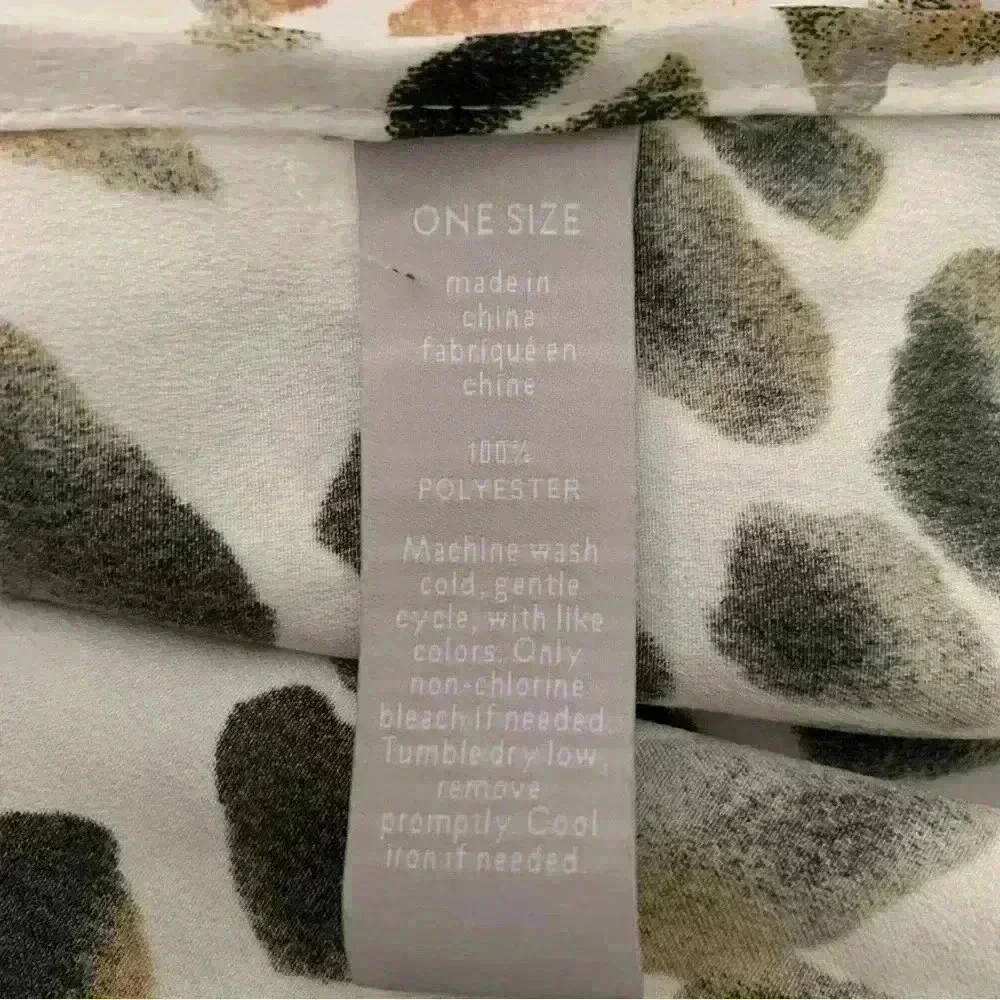 ONE SIZE
made in
china
fabriqué en
chine
100%
POLYESTER
Machine wash
cold, gentle
cycle, with like
colors. Only
non-chlorine
bleach if needed.
Tumble dry low,
remove
promptly. Cool
iron if needed.